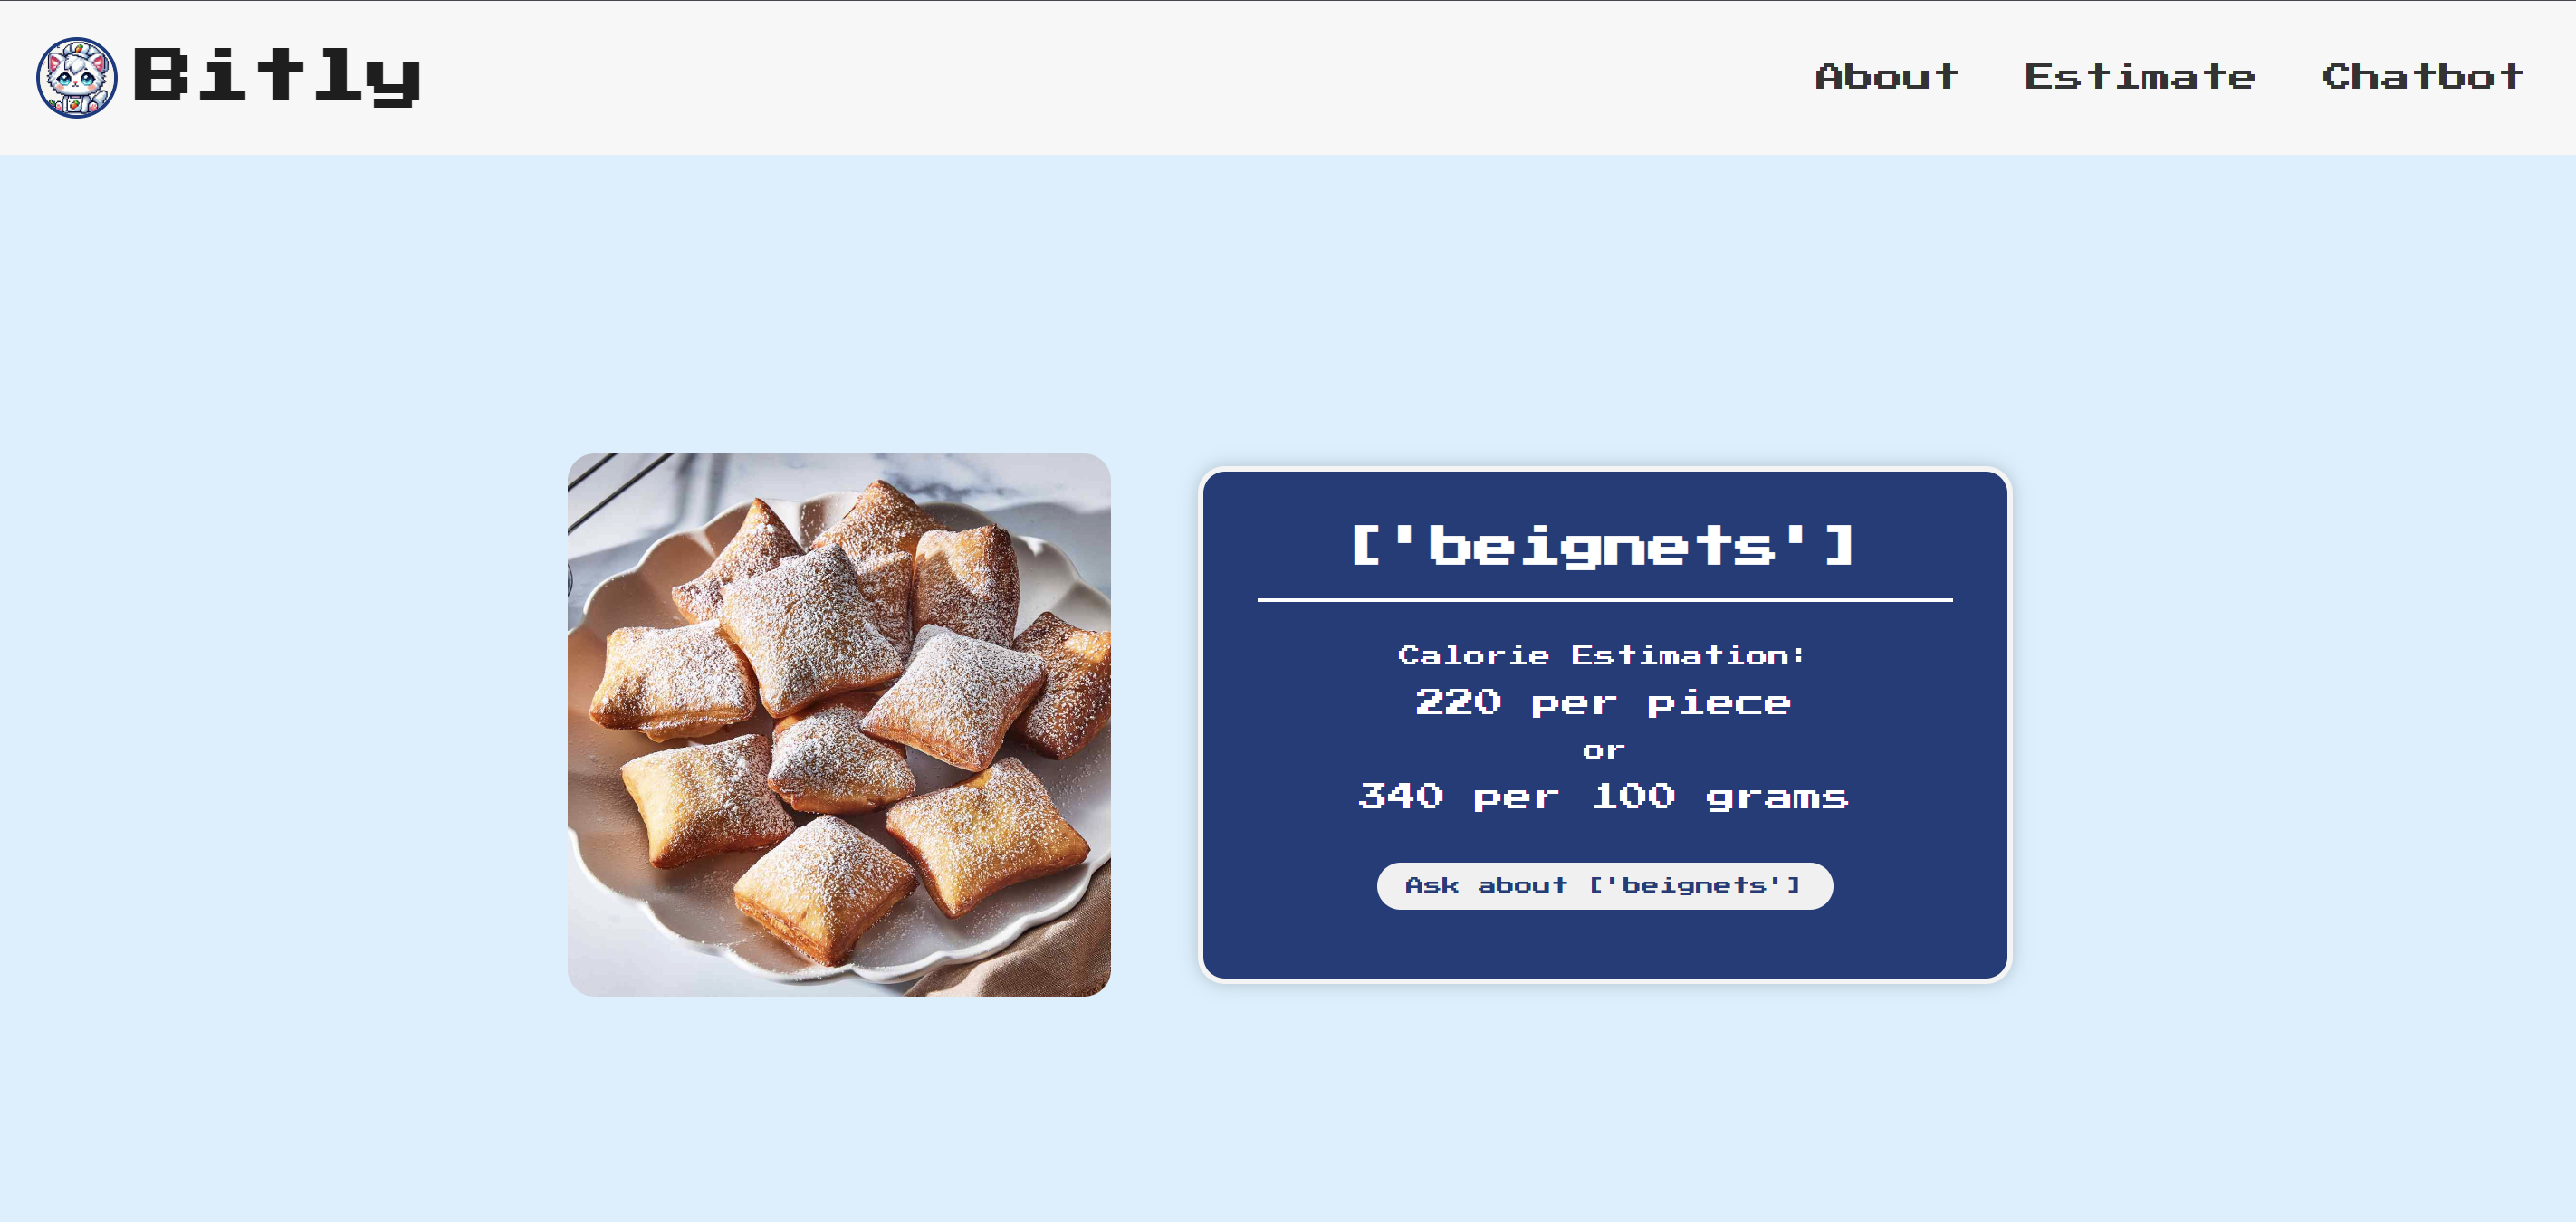 Bitly
About Estimate Chatbot
['beignets']
Calorie Estimation:
220 per piece
or
340 per 100 grams
Ask about ['beignets']